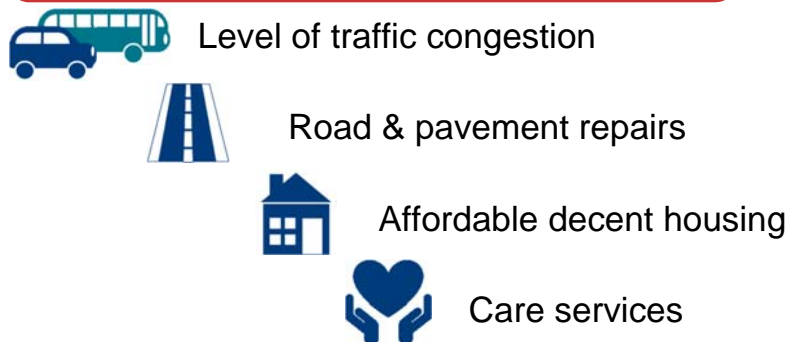 Level of traffic congestion
Road & pavement repairs
Affordable decent housing
Care services